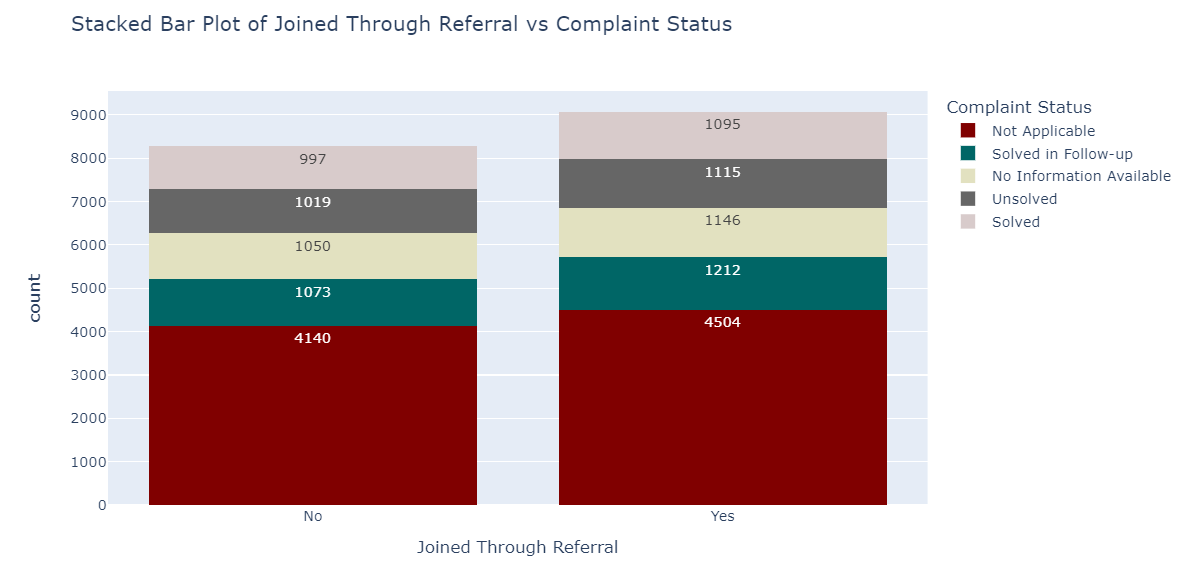 Stacked Bar Plot of Joined Through Referral vs Complaint Status
count
9000
8000
7000
6000
5000
4000
3000
2000
1000
0
997
1019
1050
1073
4140
1095
1115
1146
1212
4504
No
Yes
Joined Through Referral
Complaint Status
Not Applicable
Solved in Follow-up
No Information Available
Unsolved
Solved